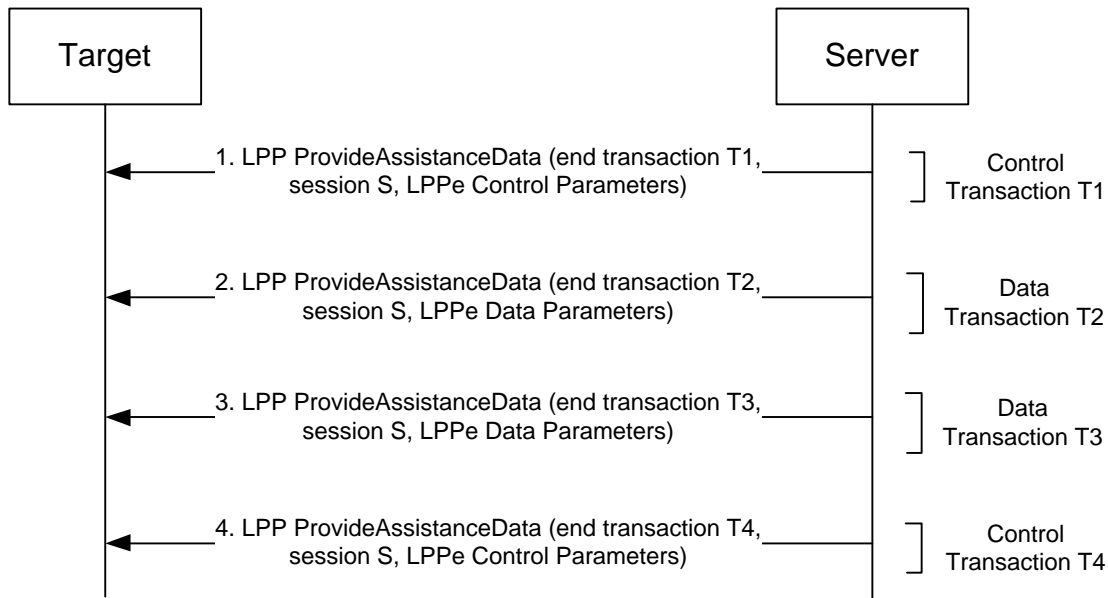 Target
Server
1. LPP ProvideAssistanceData (end transaction T1,
session S, LPPe Control Parameters)
Control
Transaction T1
2. LPP ProvideAssistanceData (end transaction T2,
session S, LPPe Data Parameters)
Data
Transaction T2
3. LPP ProvideAssistanceData (end transaction T3,
session S, LPPe Data Parameters)
Data
Transaction T3
4. LPP ProvideAssistanceData (end transaction T4,
session S, LPPe Control Parameters)
Control
Transaction T4